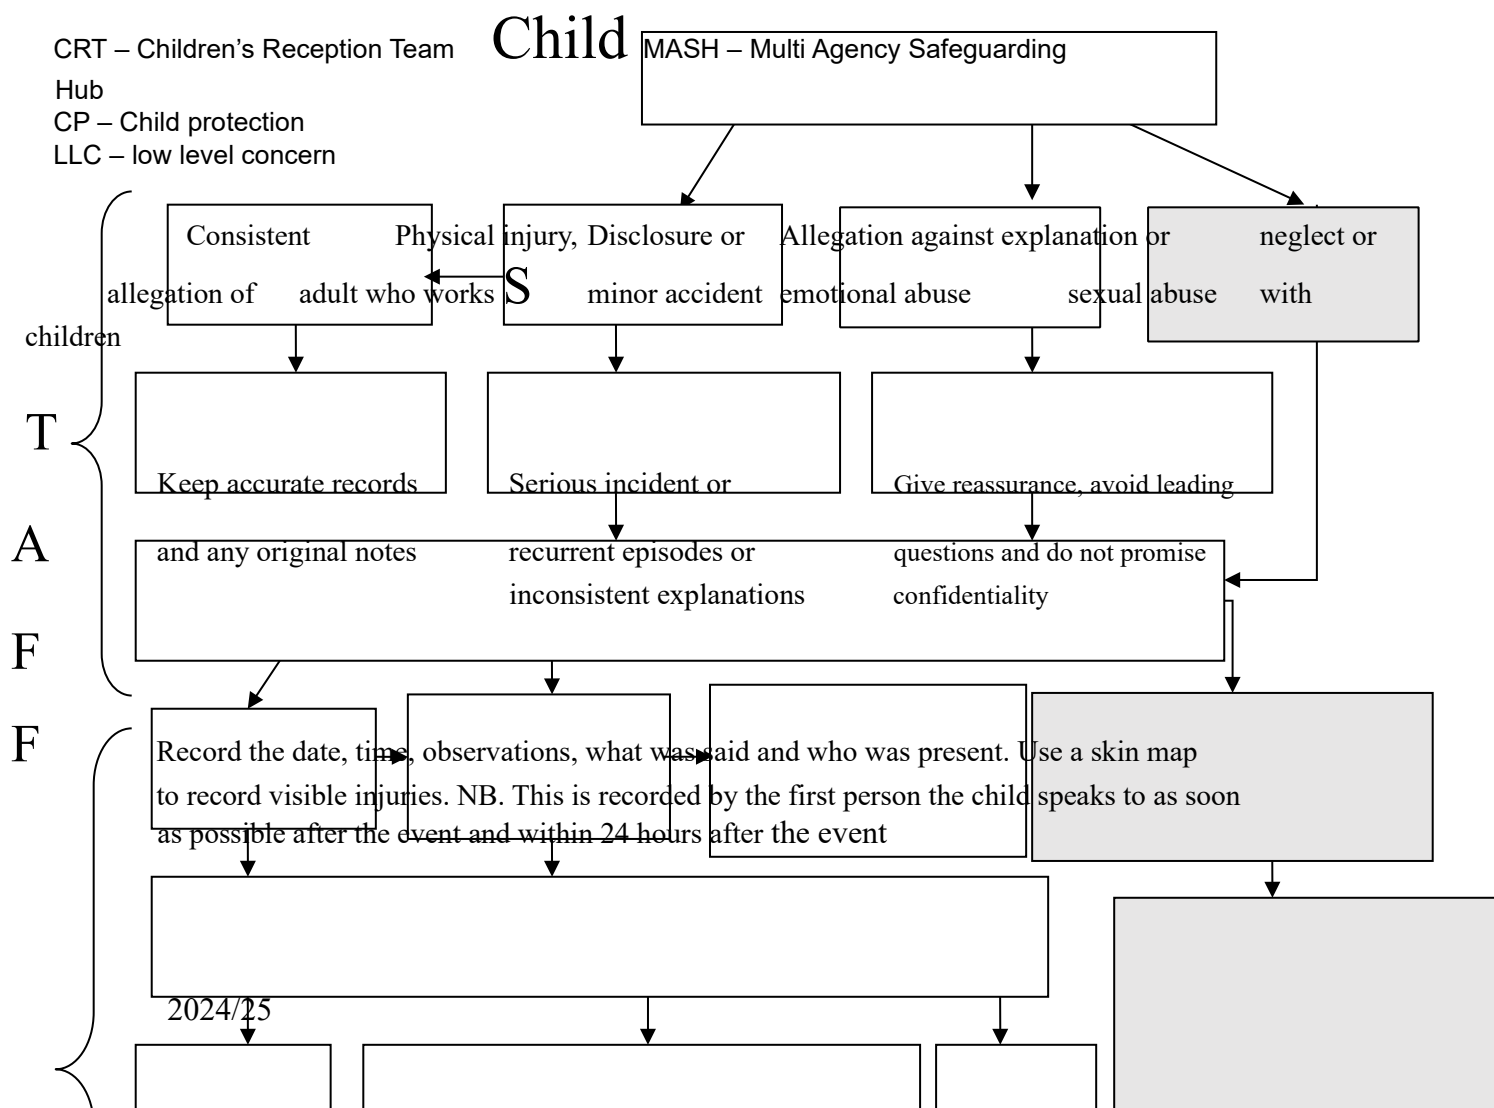 CRT – Children’s Reception Team Child MASH – Multi Agency Safeguarding
Hub
CP – Child protection
LLC – low level concern
Consistent Physical injury, Disclosure or Allegation against explanation or neglect or
allegation of adult who works S minor accident emotional abuse sexual abuse with
children
T
Keep accurate records Serious incident or Give reassurance, avoid leading
A and any original notes recurrent episodes or questions and do not promise
inconsistent explanations confidentiality
F
F Record the date, time, observations, what was said and who was present. Use a skin map
to record visible injuries. NB. This is recorded by the first person the child speaks to as soon
as possible after the event and within 24 hours after the event
2024/25